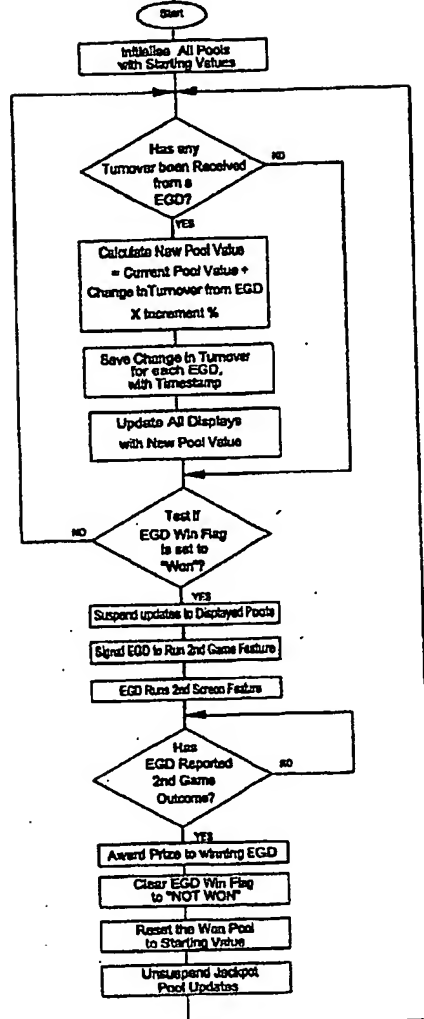 Start
Initialise All Pools
with Starting Values
Has any
Turnover been Received
from a
EGD?
NO
YES
Calculate New Pool Value
= Current Pool Value +
Change in Turnover from EGD
X Increment %
Save Change in Turnover
for each EGD,
with Timestamp
Update All Displays
with New Pool Value
Test if
EGD Win Flag
is set to
"Won"?
NO
YES
Suspend updates to Displayed Pools
Signal EGD to Run 2nd Game Feature
EGD Runs 2nd Screen Feature
Has
EGD Reported
2nd Game
Outcome?
NO
YES
Award Prize to winning EGD
Clear EGD Win Flag
to "NOT WON"
Reset the Won Pool
to Starting Value
Unsuspend Jackpot
Pool Updates